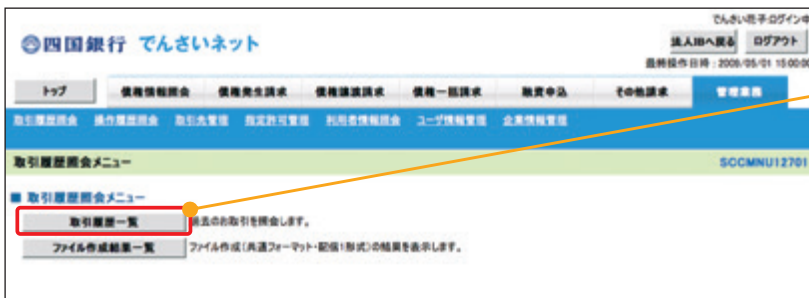 でんさい花子:ログイン中
四国銀行 でんさいネット
法人IBへ戻る ログアウト
最終操作日時:2009/05/01 15:00:00
トップ 債権情報照会 債権発生請求 債権譲渡請求 債権一括請求 融資申込 その他請求 管理業務
取引履歴照会 操作履歴照会 取引先管理 指定許可管理 利用者情報照会 ユーザ情報管理 企業情報管理
取引履歴照会メニュー SCCMNU12701
■ 取引履歴照会メニュー
取引履歴一覧 過去のお取引を照会します。
ファイル作成結果一覧 ファイル作成(共通フォーマット・配信1形式)の結果を表示します。